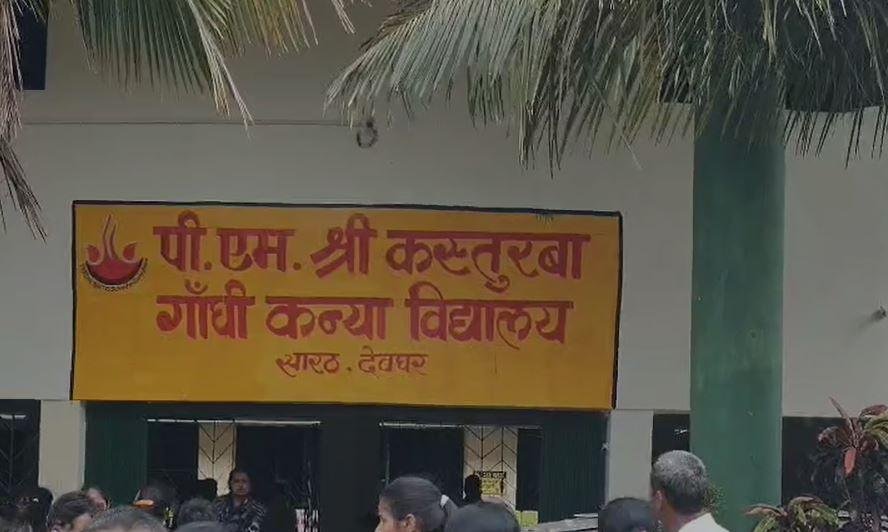 पी.एम. श्री कस्तुरबा
गाँधी कन्या विद्यालय
सारठ . देवघर